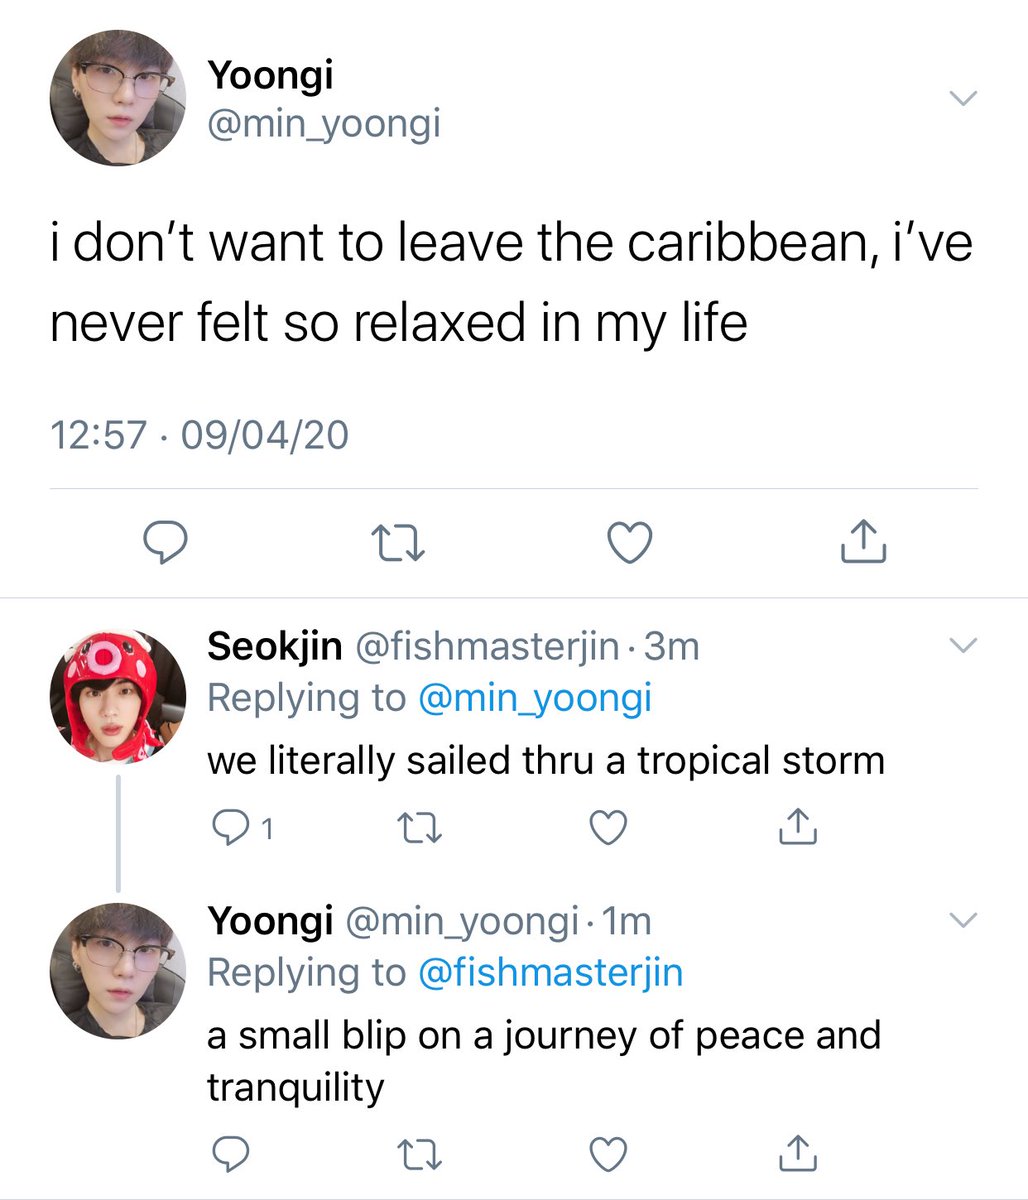 Yoongi
@min_yoongi
i don’t want to leave the caribbean, i’ve
never felt so relaxed in my life
12:57 · 09/04/20
Seokjin @fishmasterjin · 3m
Replying to @min_yoongi
we literally sailed thru a tropical storm
1
Yoongi @min_yoongi · 1m
Replying to @fishmasterjin
a small blip on a journey of peace and
tranquility